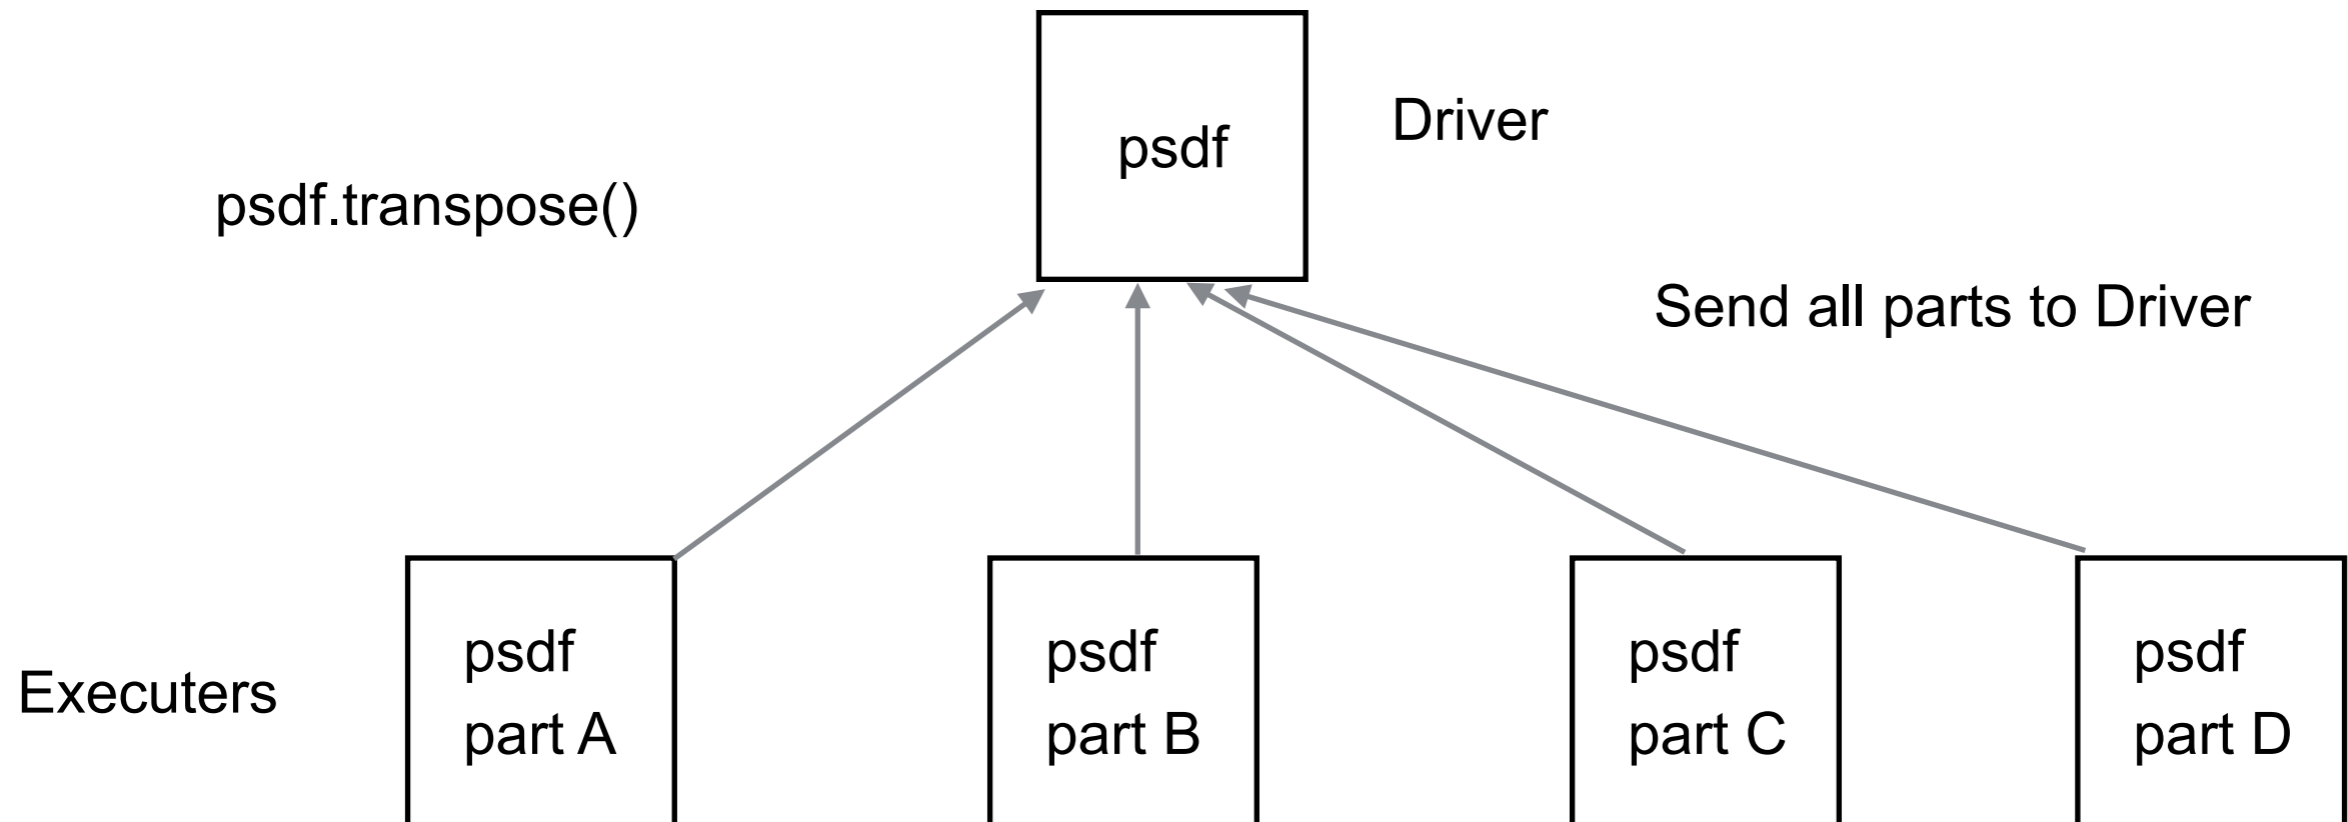 Driver
psdf
psdf.transpose()
Send all parts to Driver
Executers
psdf
part A
psdf
part B
psdf
part C
psdf
part D